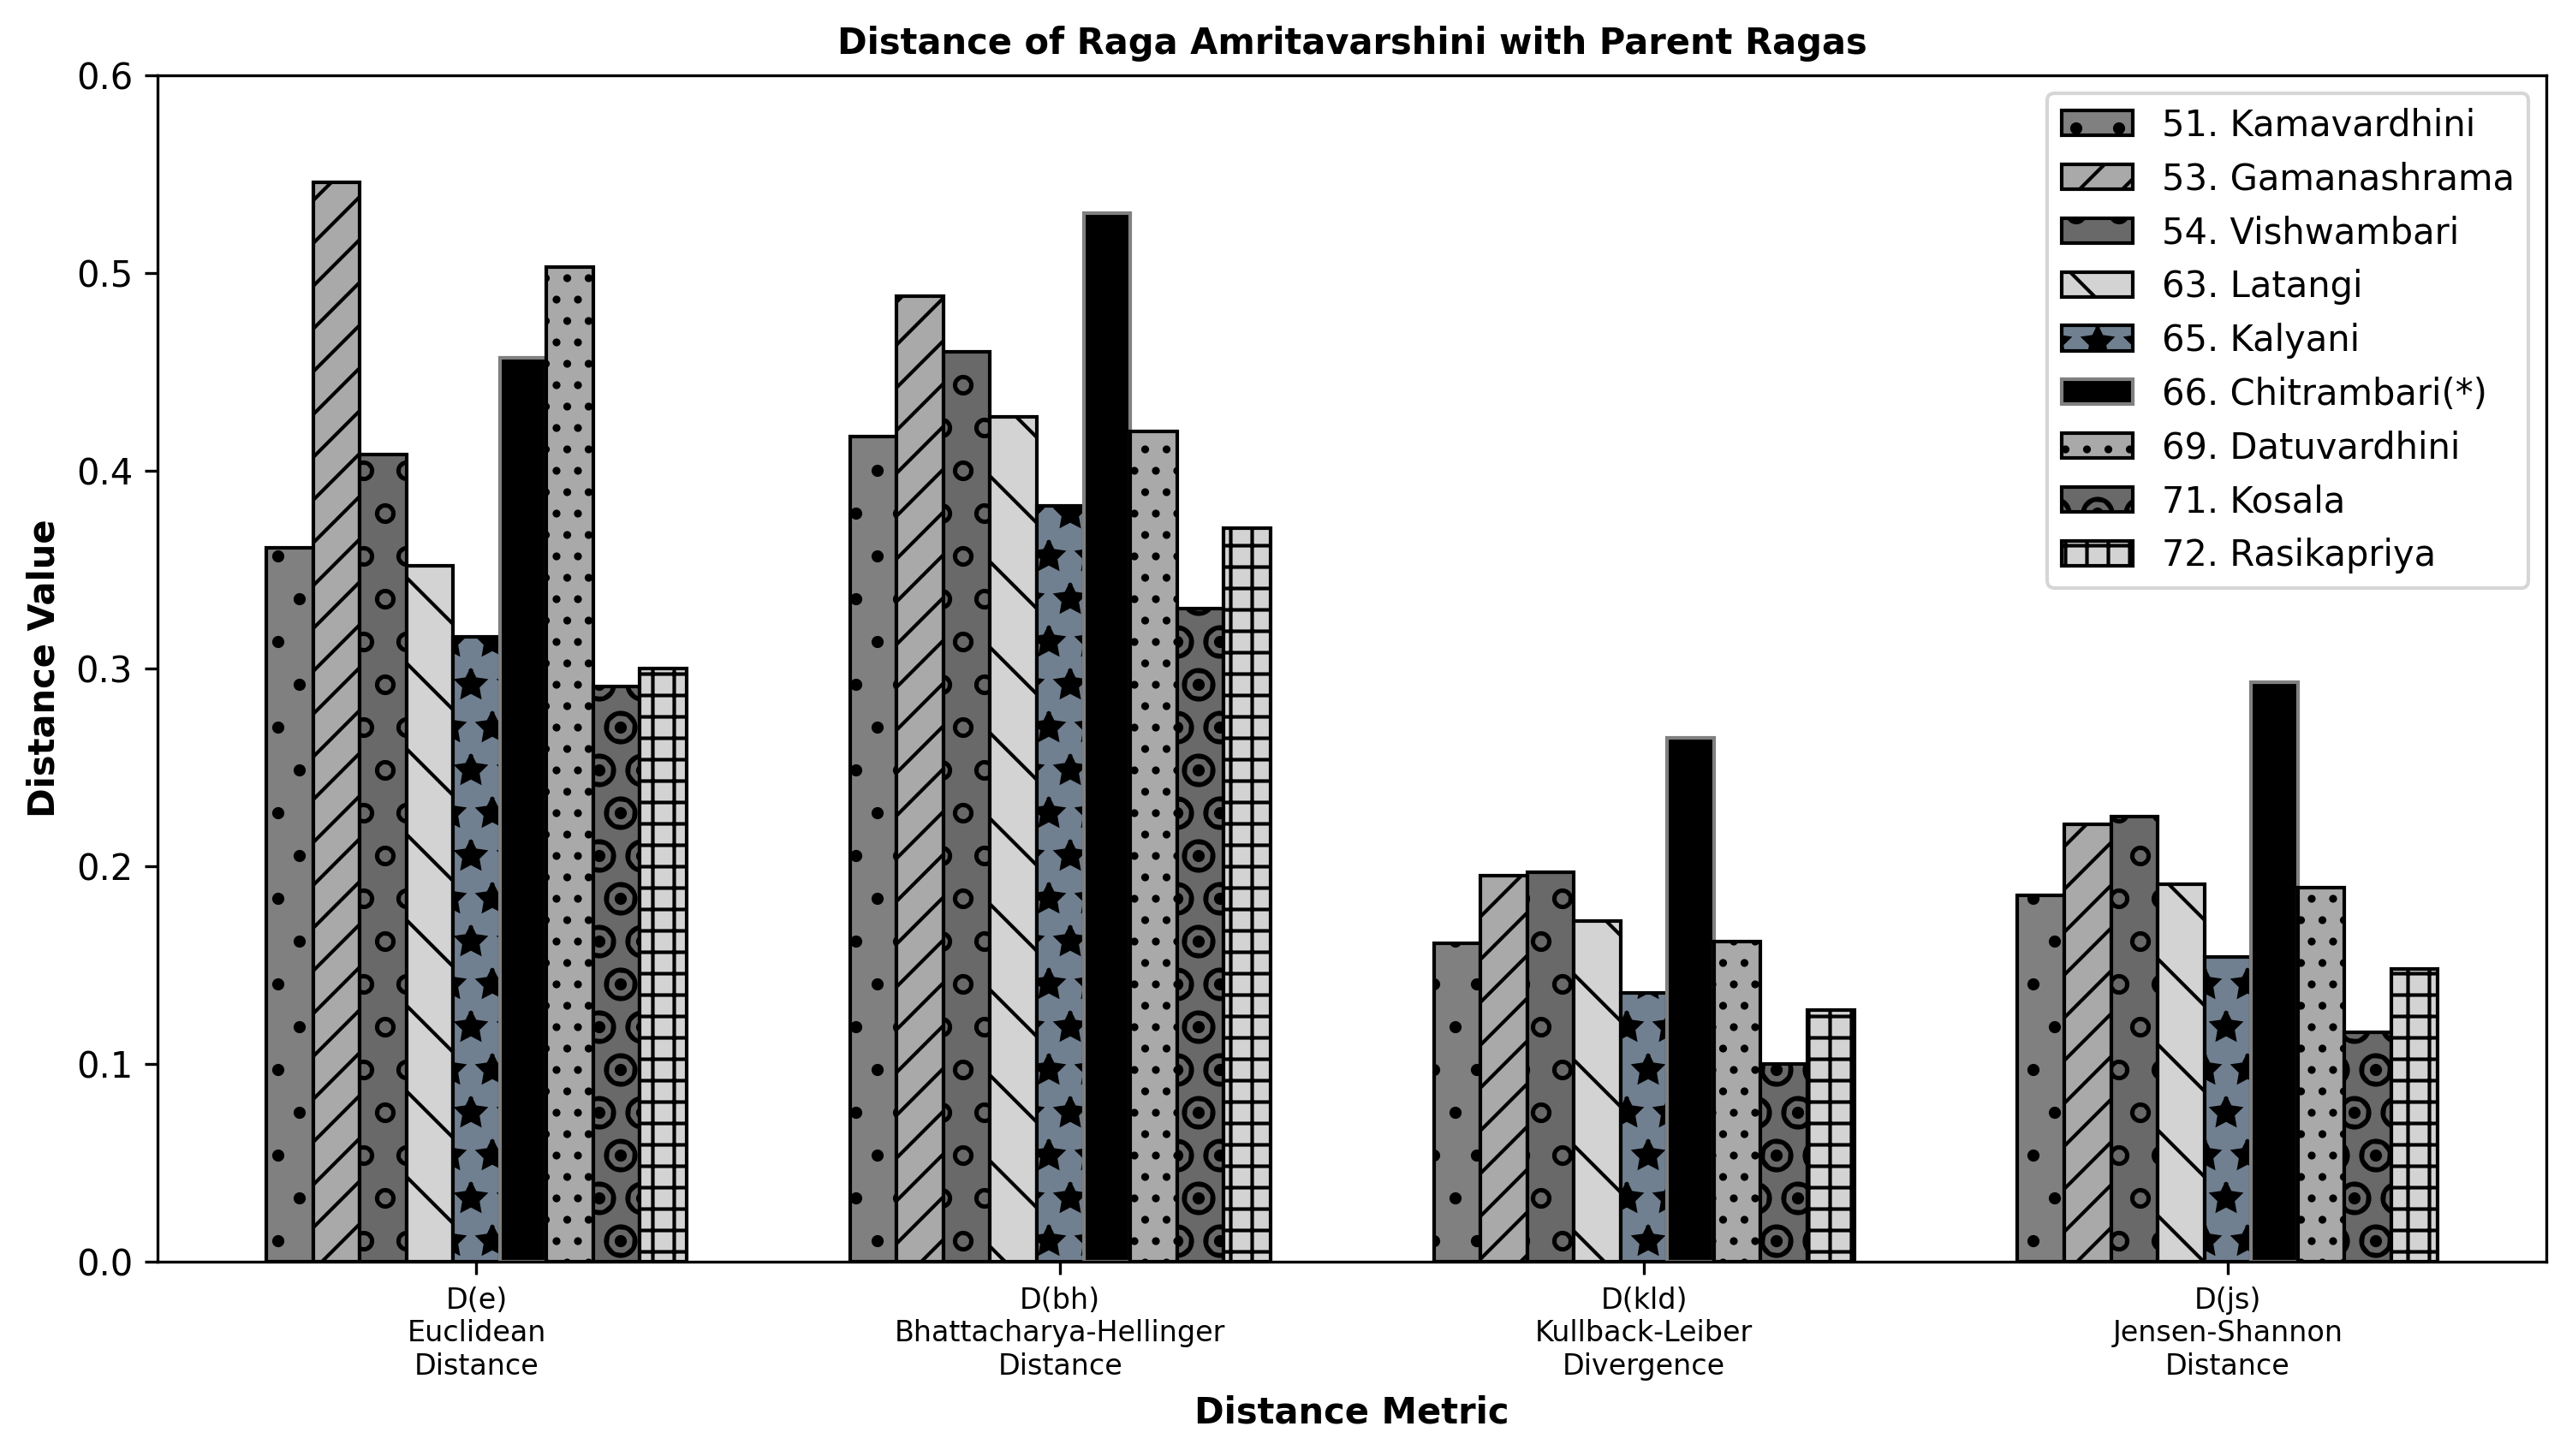 Distance of Raga Amritavarshini with Parent Ragas
0.6
0.5
0.4
0.3
0.2
0.1
0.0
Distance Value
51. Kamavardhini
53. Gamanashrama
54. Vishwambari
63. Latangi
65. Kalyani
66. Chitrambari(*)
69. Datuvardhini
71. Kosala
72. Rasikapriya
D(e)
Euclidean
Distance
D(bh)
Bhattacharya-Hellinger
Distance
D(kld)
Kullback-Leiber
Divergence
D(js)
Jensen-Shannon
Distance
Distance Metric